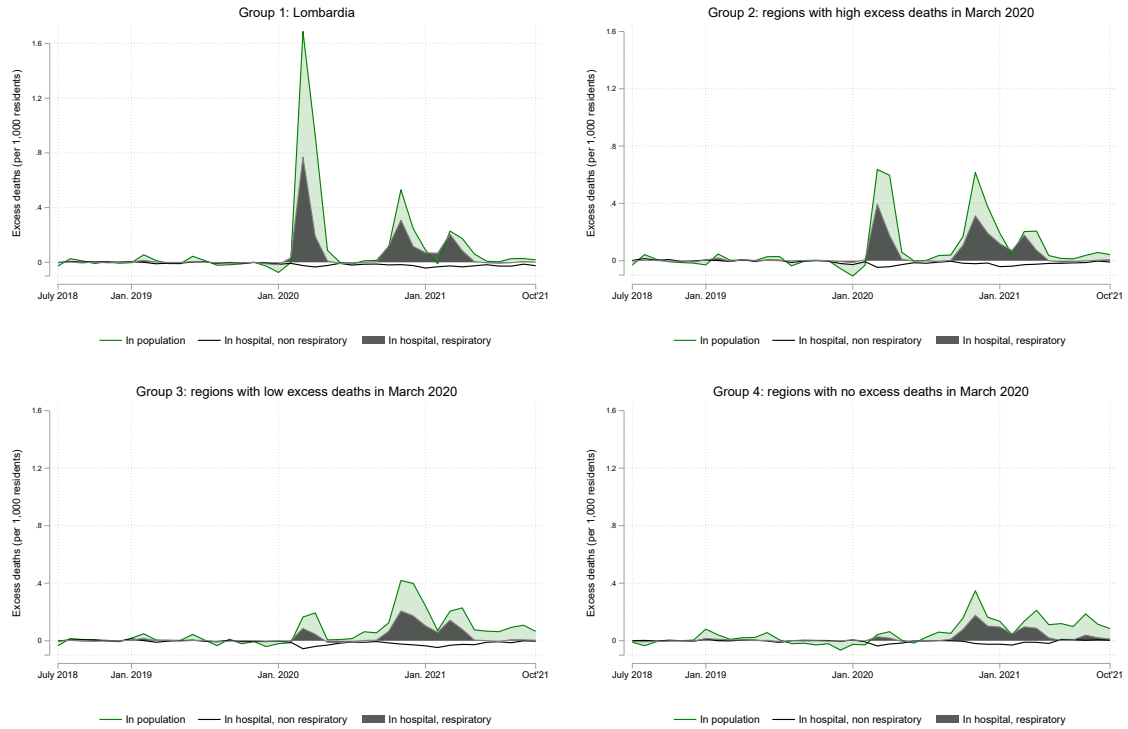 Group 1: Lombardia
Excess deaths (per 1,000 residents)
1.6
1.2
.8
.4
0
July 2018 Jan. 2019 Jan. 2020 Jan. 2021 Oct'21
In population In hospital, non respiratory In hospital, respiratory
Group 2: regions with high excess deaths in March 2020
Excess deaths (per 1,000 residents)
1.6
1.2
.8
.4
0
July 2018 Jan. 2019 Jan. 2020 Jan. 2021 Oct'21
In population In hospital, non respiratory In hospital, respiratory
Group 3: regions with low excess deaths in March 2020
Excess deaths (per 1,000 residents)
1.6
1.2
.8
.4
0
July 2018 Jan. 2019 Jan. 2020 Jan. 2021 Oct'21
In population In hospital, non respiratory In hospital, respiratory
Group 4: regions with no excess deaths in March 2020
Excess deaths (per 1,000 residents)
1.6
1.2
.8
.4
0
July 2018 Jan. 2019 Jan. 2020 Jan. 2021 Oct'21
In population In hospital, non respiratory In hospital, respiratory